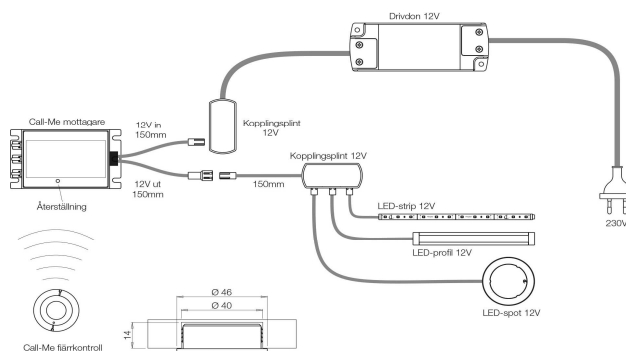 Drivdon 12V
Call-Me mottagare
12V in
150mm
Kopplingsplint
12V
Kopplingsplint 12V
12V ut
150mm
150mm
Återställning
LED-strip 12V
230V
LED-profil 12V
LED-spot 12V
Ø 46
Ø 40
14
Call-Me fjärrkontroll